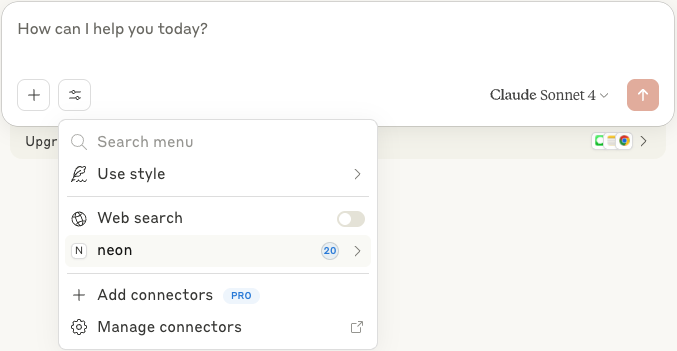 How can I help you today?
Claude Sonnet 4
Upgr
Search menu
Use style
Web search
N neon 20
Add connectors PRO
Manage connectors